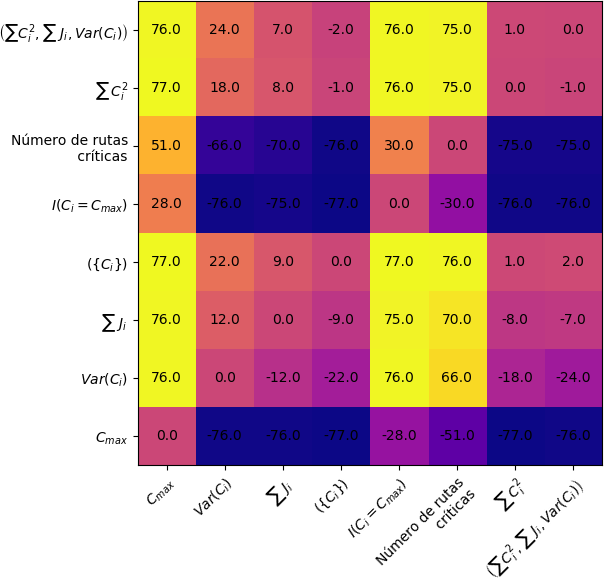 (∑C_i^2, ∑ J_i, Var(C_i)) 76.0 24.0 7.0 -2.0 76.0 75.0 1.0 0.0
∑C_i^2 77.0 18.0 8.0 -1.0 76.0 75.0 0.0 -1.0
Número de rutas
críticas 51.0 -66.0 -70.0 -76.0 30.0 0.0 -75.0 -75.0
I(C_i = C_max) 28.0 -76.0 -75.0 -77.0 0.0 -30.0 -76.0 -76.0
({C_i}) 77.0 22.0 9.0 0.0 77.0 76.0 1.0 2.0
∑ J_i 76.0 12.0 0.0 -9.0 75.0 70.0 -8.0 -7.0
Var(C_i) 76.0 0.0 -12.0 -22.0 76.0 66.0 -18.0 -24.0
C_max 0.0 -76.0 -76.0 -77.0 -28.0 -51.0 -77.0 -76.0
C_max
Var(C_i)
∑ J_i
({C_i})
I(C_i = C_max)
Número de rutas
críticas
∑C_i^2
(∑C_i^2, ∑ J_i, Var(C_i))